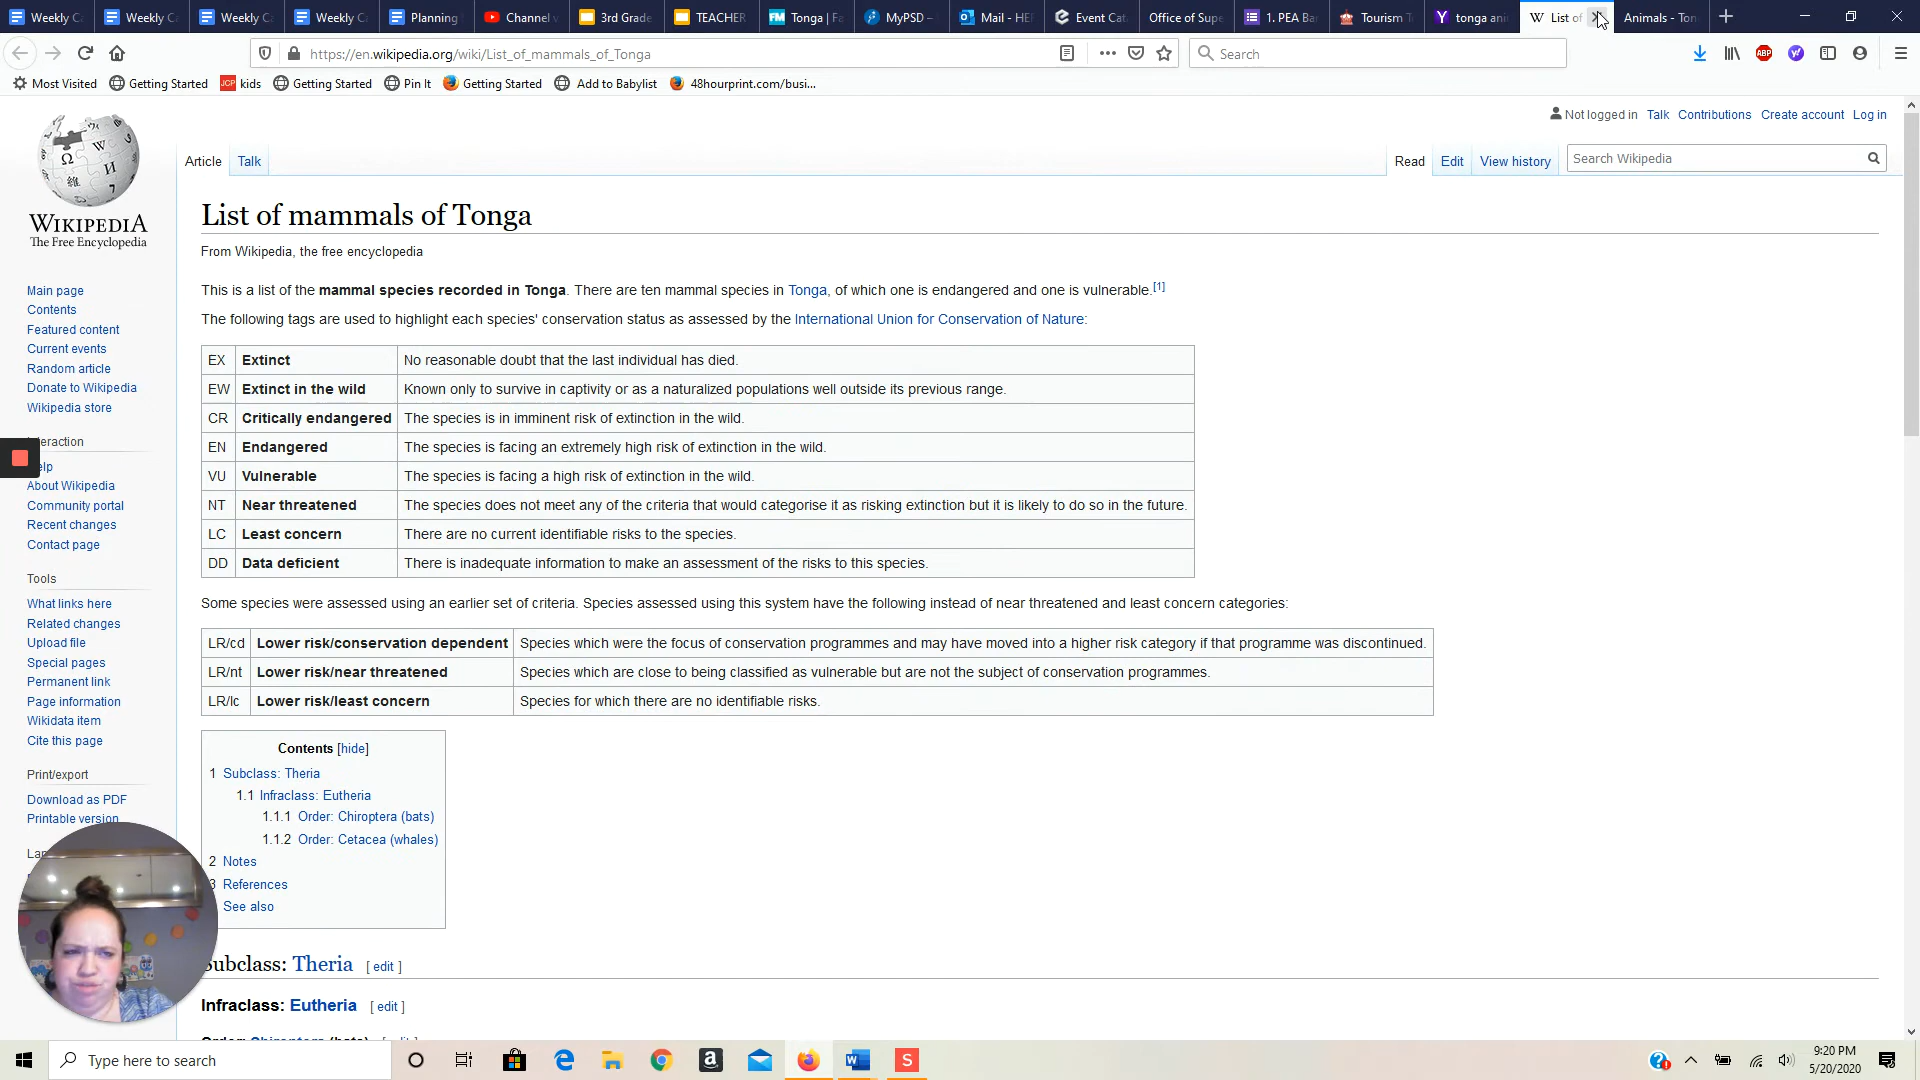 Weekly Ca Weekly Ca Weekly Ca Weekly Ca Planning Channel 3rd Grade TEACHER Tonga | Fa MyPSD – Mail - HE Event Cat Office of Supe 1. PEA Ba Tourism T tonga ani List of Animals - Ton
https://en.wikipedia.org/wiki/List_of_mammals_of_Tonga Search
Most Visited Getting Started kids Getting Started Pin It Getting Started Add to Babylist 48hourprint.com/busi...
Not logged in Talk Contributions Create account Log in
Article Talk Read Edit View history Search Wikipedia
WIKIPEDIA
The Free Encyclopedia
Main page
Contents
Featured content
Current events
Random article
Donate to Wikipedia
Wikipedia store
Interaction
Help
About Wikipedia
Community portal
Recent changes
Contact page
Tools
What links here
Related changes
Upload file
Special pages
Permanent link
Page information
Wikidata item
Cite this page
Print/export
Download as PDF
Printable version
List of mammals of Tonga
From Wikipedia, the free encyclopedia
This is a list of the mammal species recorded in Tonga. There are ten mammal species in Tonga, of which one is endangered and one is vulnerable.[1]
The following tags are used to highlight each species' conservation status as assessed by the International Union for Conservation of Nature:
EX Extinct No reasonable doubt that the last individual has died.
EW Extinct in the wild Known only to survive in captivity or as a naturalized populations well outside its previous range.
CR Critically endangered The species is in imminent risk of extinction in the wild.
EN Endangered The species is facing an extremely high risk of extinction in the wild.
VU Vulnerable The species is facing a high risk of extinction in the wild.
NT Near threatened The species does not meet any of the criteria that would categorise it as risking extinction but it is likely to do so in the future.
LC Least concern There are no current identifiable risks to the species.
DD Data deficient There is inadequate information to make an assessment of the risks to this species.
Some species were assessed using an earlier set of criteria. Species assessed using this system have the following instead of near threatened and least concern categories:
LR/cd Lower risk/conservation dependent Species which were the focus of conservation programmes and may have moved into a higher risk category if that programme was discontinued.
LR/nt Lower risk/near threatened Species which are close to being classified as vulnerable but are not the subject of conservation programmes.
LR/lc Lower risk/least concern Species for which there are no identifiable risks.
Contents [hide]
1 Subclass: Theria
1.1 Infraclass: Eutheria
1.1.1 Order: Chiroptera (bats)
1.1.2 Order: Cetacea (whales)
2 Notes
3 References
See also
Subclass: Theria [ edit ]
Infraclass: Eutheria [ edit ]
Order: Chiroptera (bats) [ edit ]
Type here to search
9:20 PM
5/20/2020